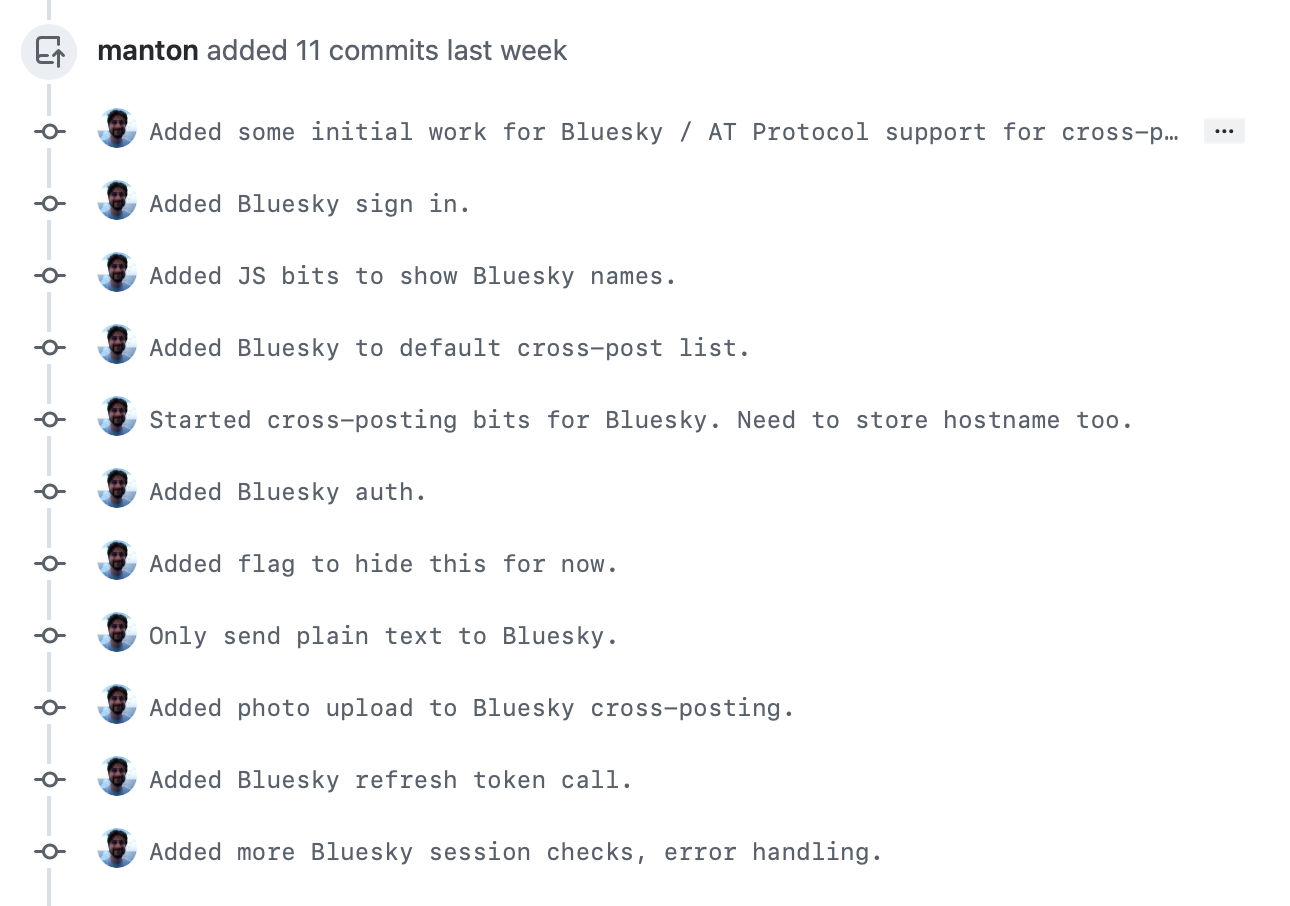 manton added 11 commits last week
Added some initial work for Bluesky / AT Protocol support for cross-p… ...
Added Bluesky sign in.
Added JS bits to show Bluesky names.
Added Bluesky to default cross-post list.
Started cross-posting bits for Bluesky. Need to store hostname too.
Added Bluesky auth.
Added flag to hide this for now.
Only send plain text to Bluesky.
Added photo upload to Bluesky cross-posting.
Added Bluesky refresh token call.
Added more Bluesky session checks, error handling.